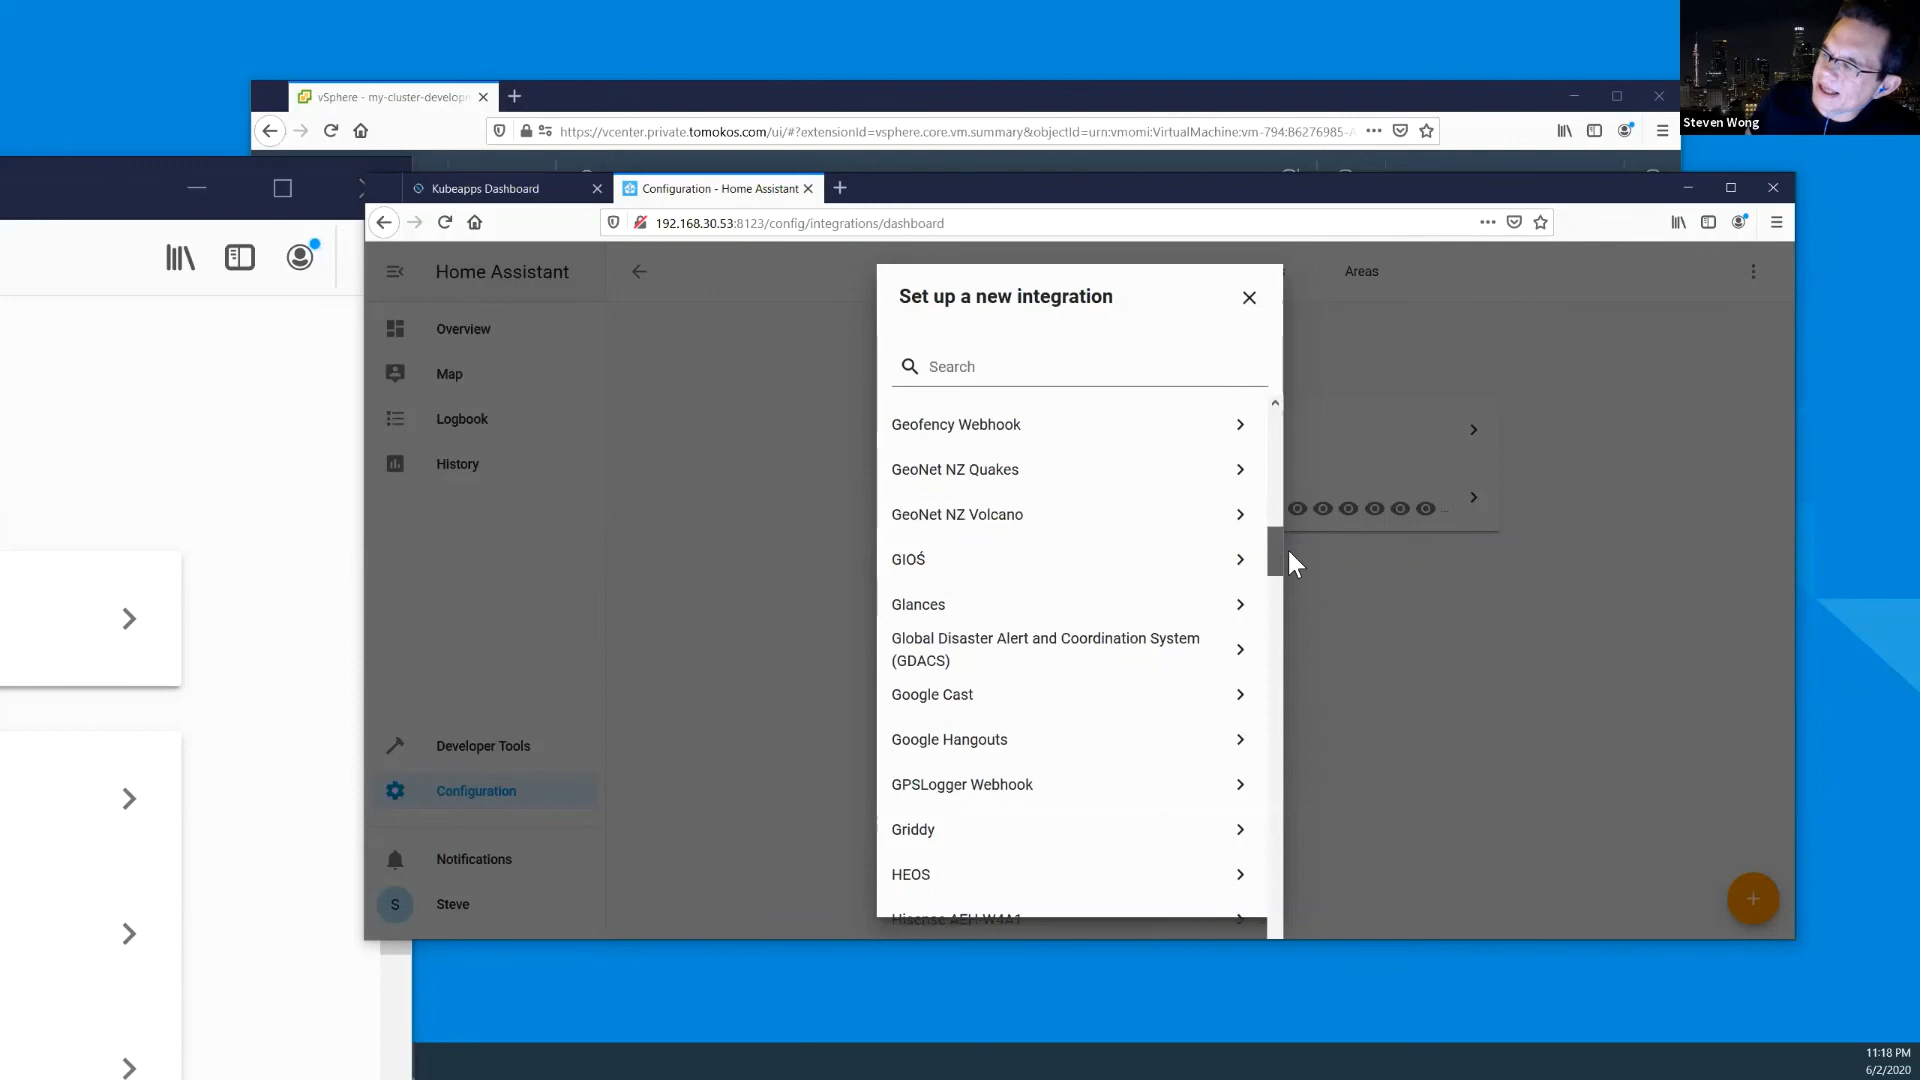 Steven Wong
vSphere - my-cluster-develop
https://vcenter.private.tomokos.com/ui/#?extensionId=vsphere.core.vm.summary&objectId=urn:vmomi:VirtualMachine:vm-794:B6276985-
Kubeapps Dashboard
Configuration - Home Assistant
192.168.30.53:8123/config/integrations/dashboard
Home Assistant
Areas
Overview
Map
Logbook
History
Developer Tools
Configuration
Notifications
S Steve
Set up a new integration
Search
Geofency Webhook
GeoNet NZ Quakes
GeoNet NZ Volcano
GIOŚ
Glances
Global Disaster Alert and Coordination System
(GDACS)
Google Cast
Google Hangouts
GPSLogger Webhook
Griddy
HEOS
Hisense AEH-W4A1
...
11:18 PM
6/2/2020